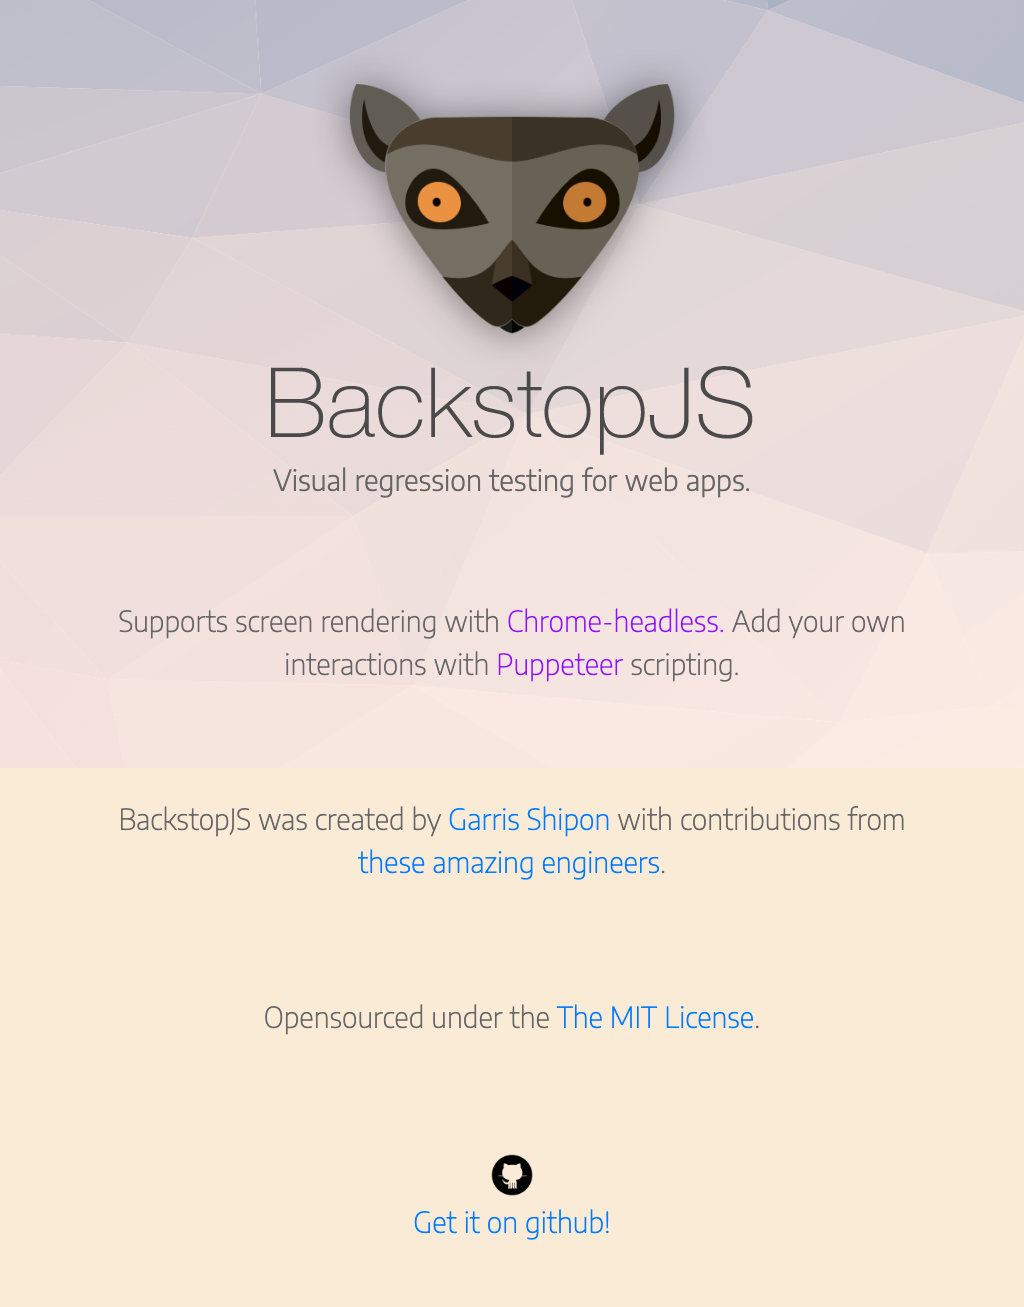 BackstopJS
Visual regression testing for web apps.
Supports screen rendering with Chrome-headless. Add your own
interactions with Puppeteer scripting.
BackstopJS was created by Garris Shipon with contributions from
these amazing engineers.
Opensourced under the The MIT License.
Get it on github!